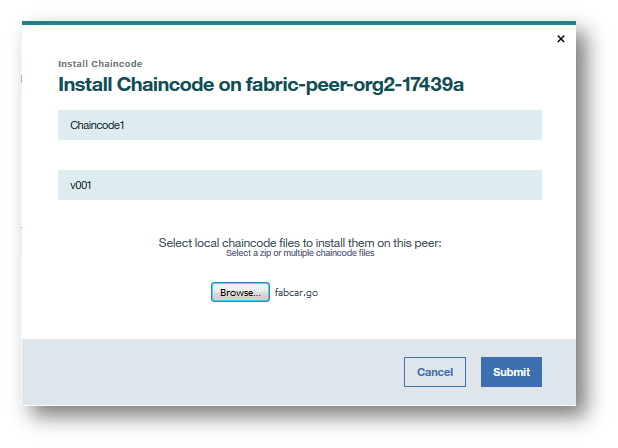 ×
Install Chaincode
Install Chaincode on fabric-peer-org2-17439a
Chaincode1
v001
Select local chaincode files to install them on this peer:
Select a zip or multiple chaincode files
Browse... fabcar.go
Cancel Submit